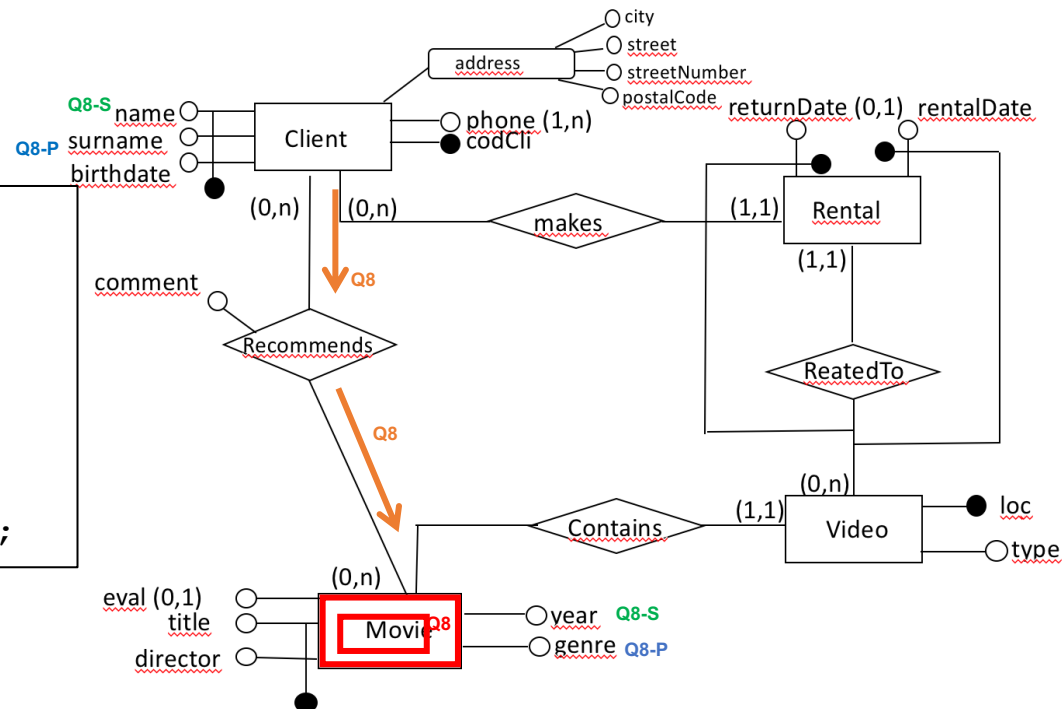 city
street
address
streetNumber
postalCode
returnDate (0,1) rentalDate
Q8-S name
phone (1,n)
Client
codCli
Q8-P surname
birthdate
(0,n)
(0,n)
makes
(1,1)
Rental
(1,1)
Q8
comment
Recommends
ReatedTo
Q8
(0,n)
(1,1)
loc
Contains
Video
;
type
(0,n)
eval (0,1)
year Q8-S
title
Movie
Q8
genre Q8-P
director